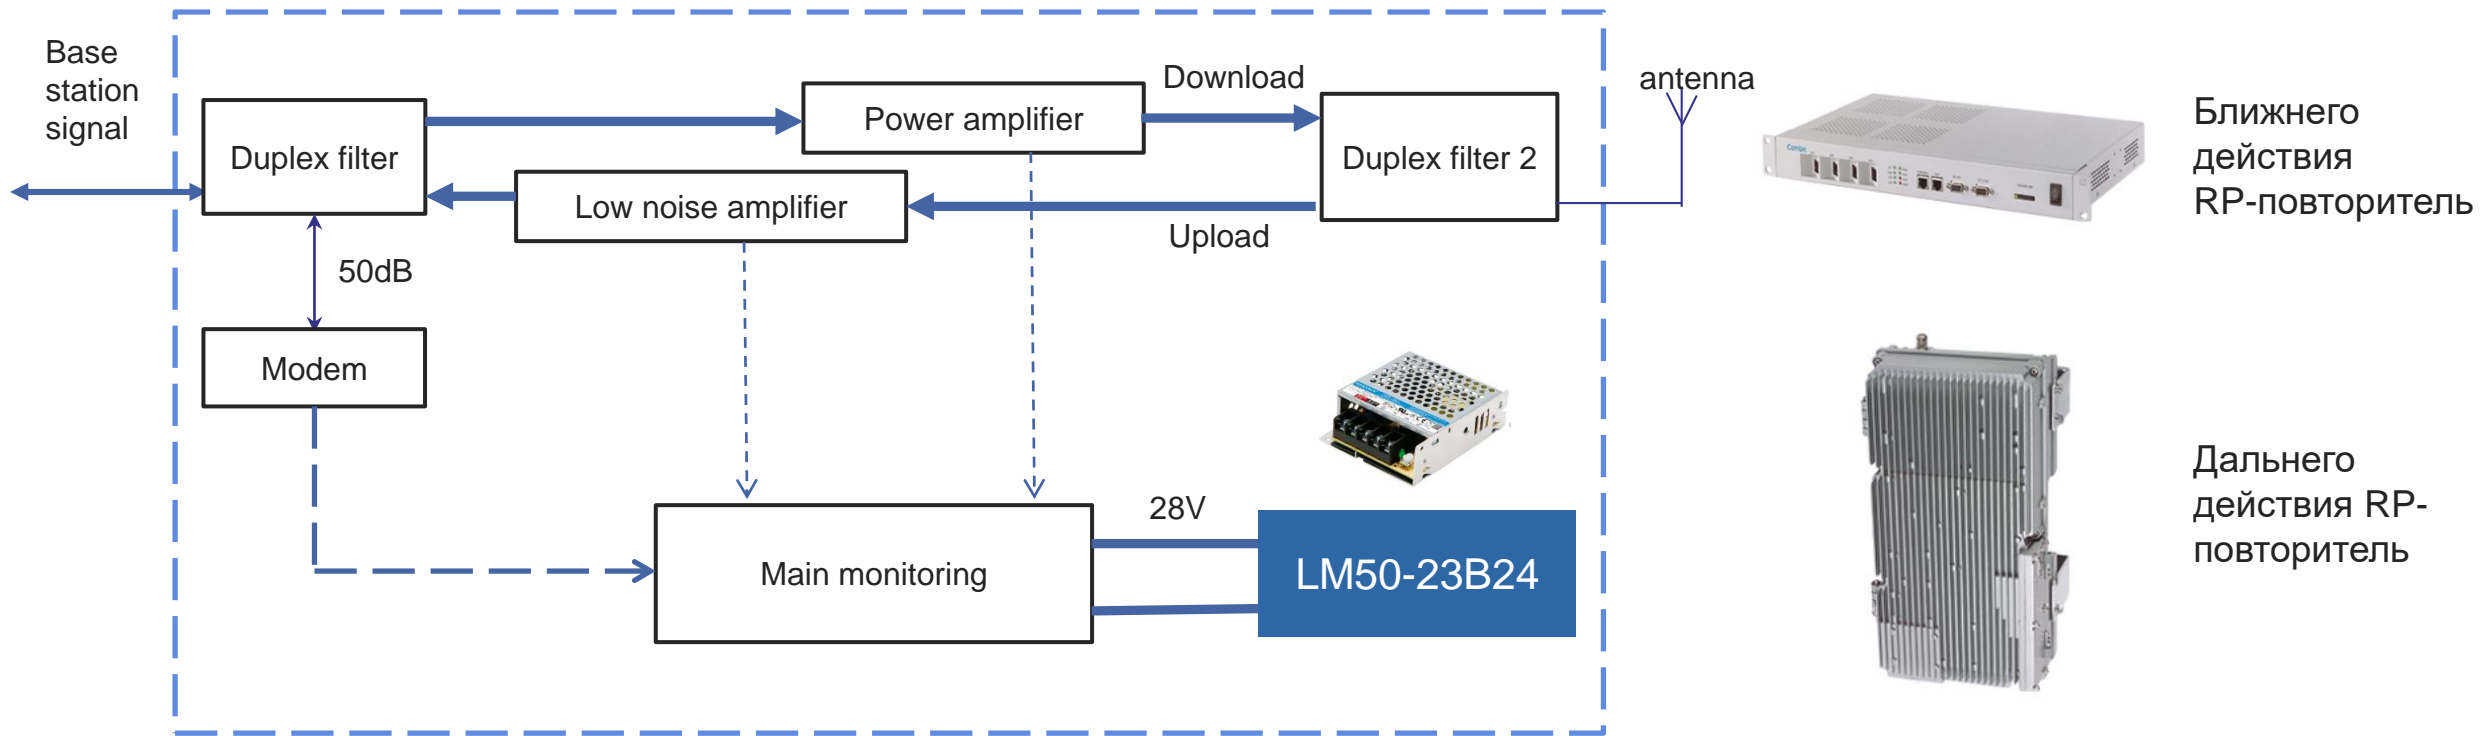 Base
station
signal
Duplex filter
Power amplifier
Download
Duplex filter 2
antenna
Low noise amplifier
Upload
50dB
Modem
28V
Main monitoring
LM50-23B24
Ближнего
действия
RP-повторитель
Дальнего
действия RP-
повторитель